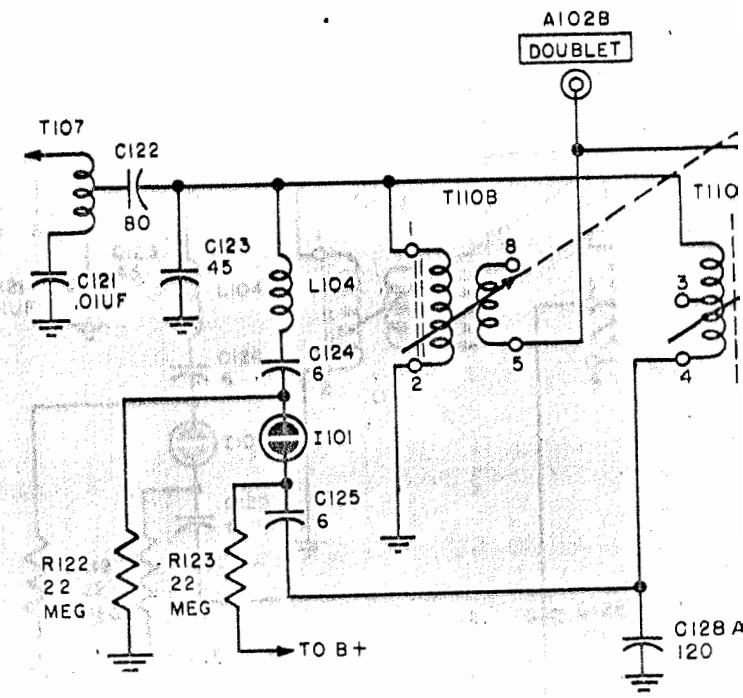 A102B
DOUBLET
T107
C122
80
C121
.01UF
C123
45
L104
C124
6
I101
C125
6
R122
22
MEG
R123
22
MEG
TO B+
T110B
1
2
8
5
T110
3
4
C128A
120